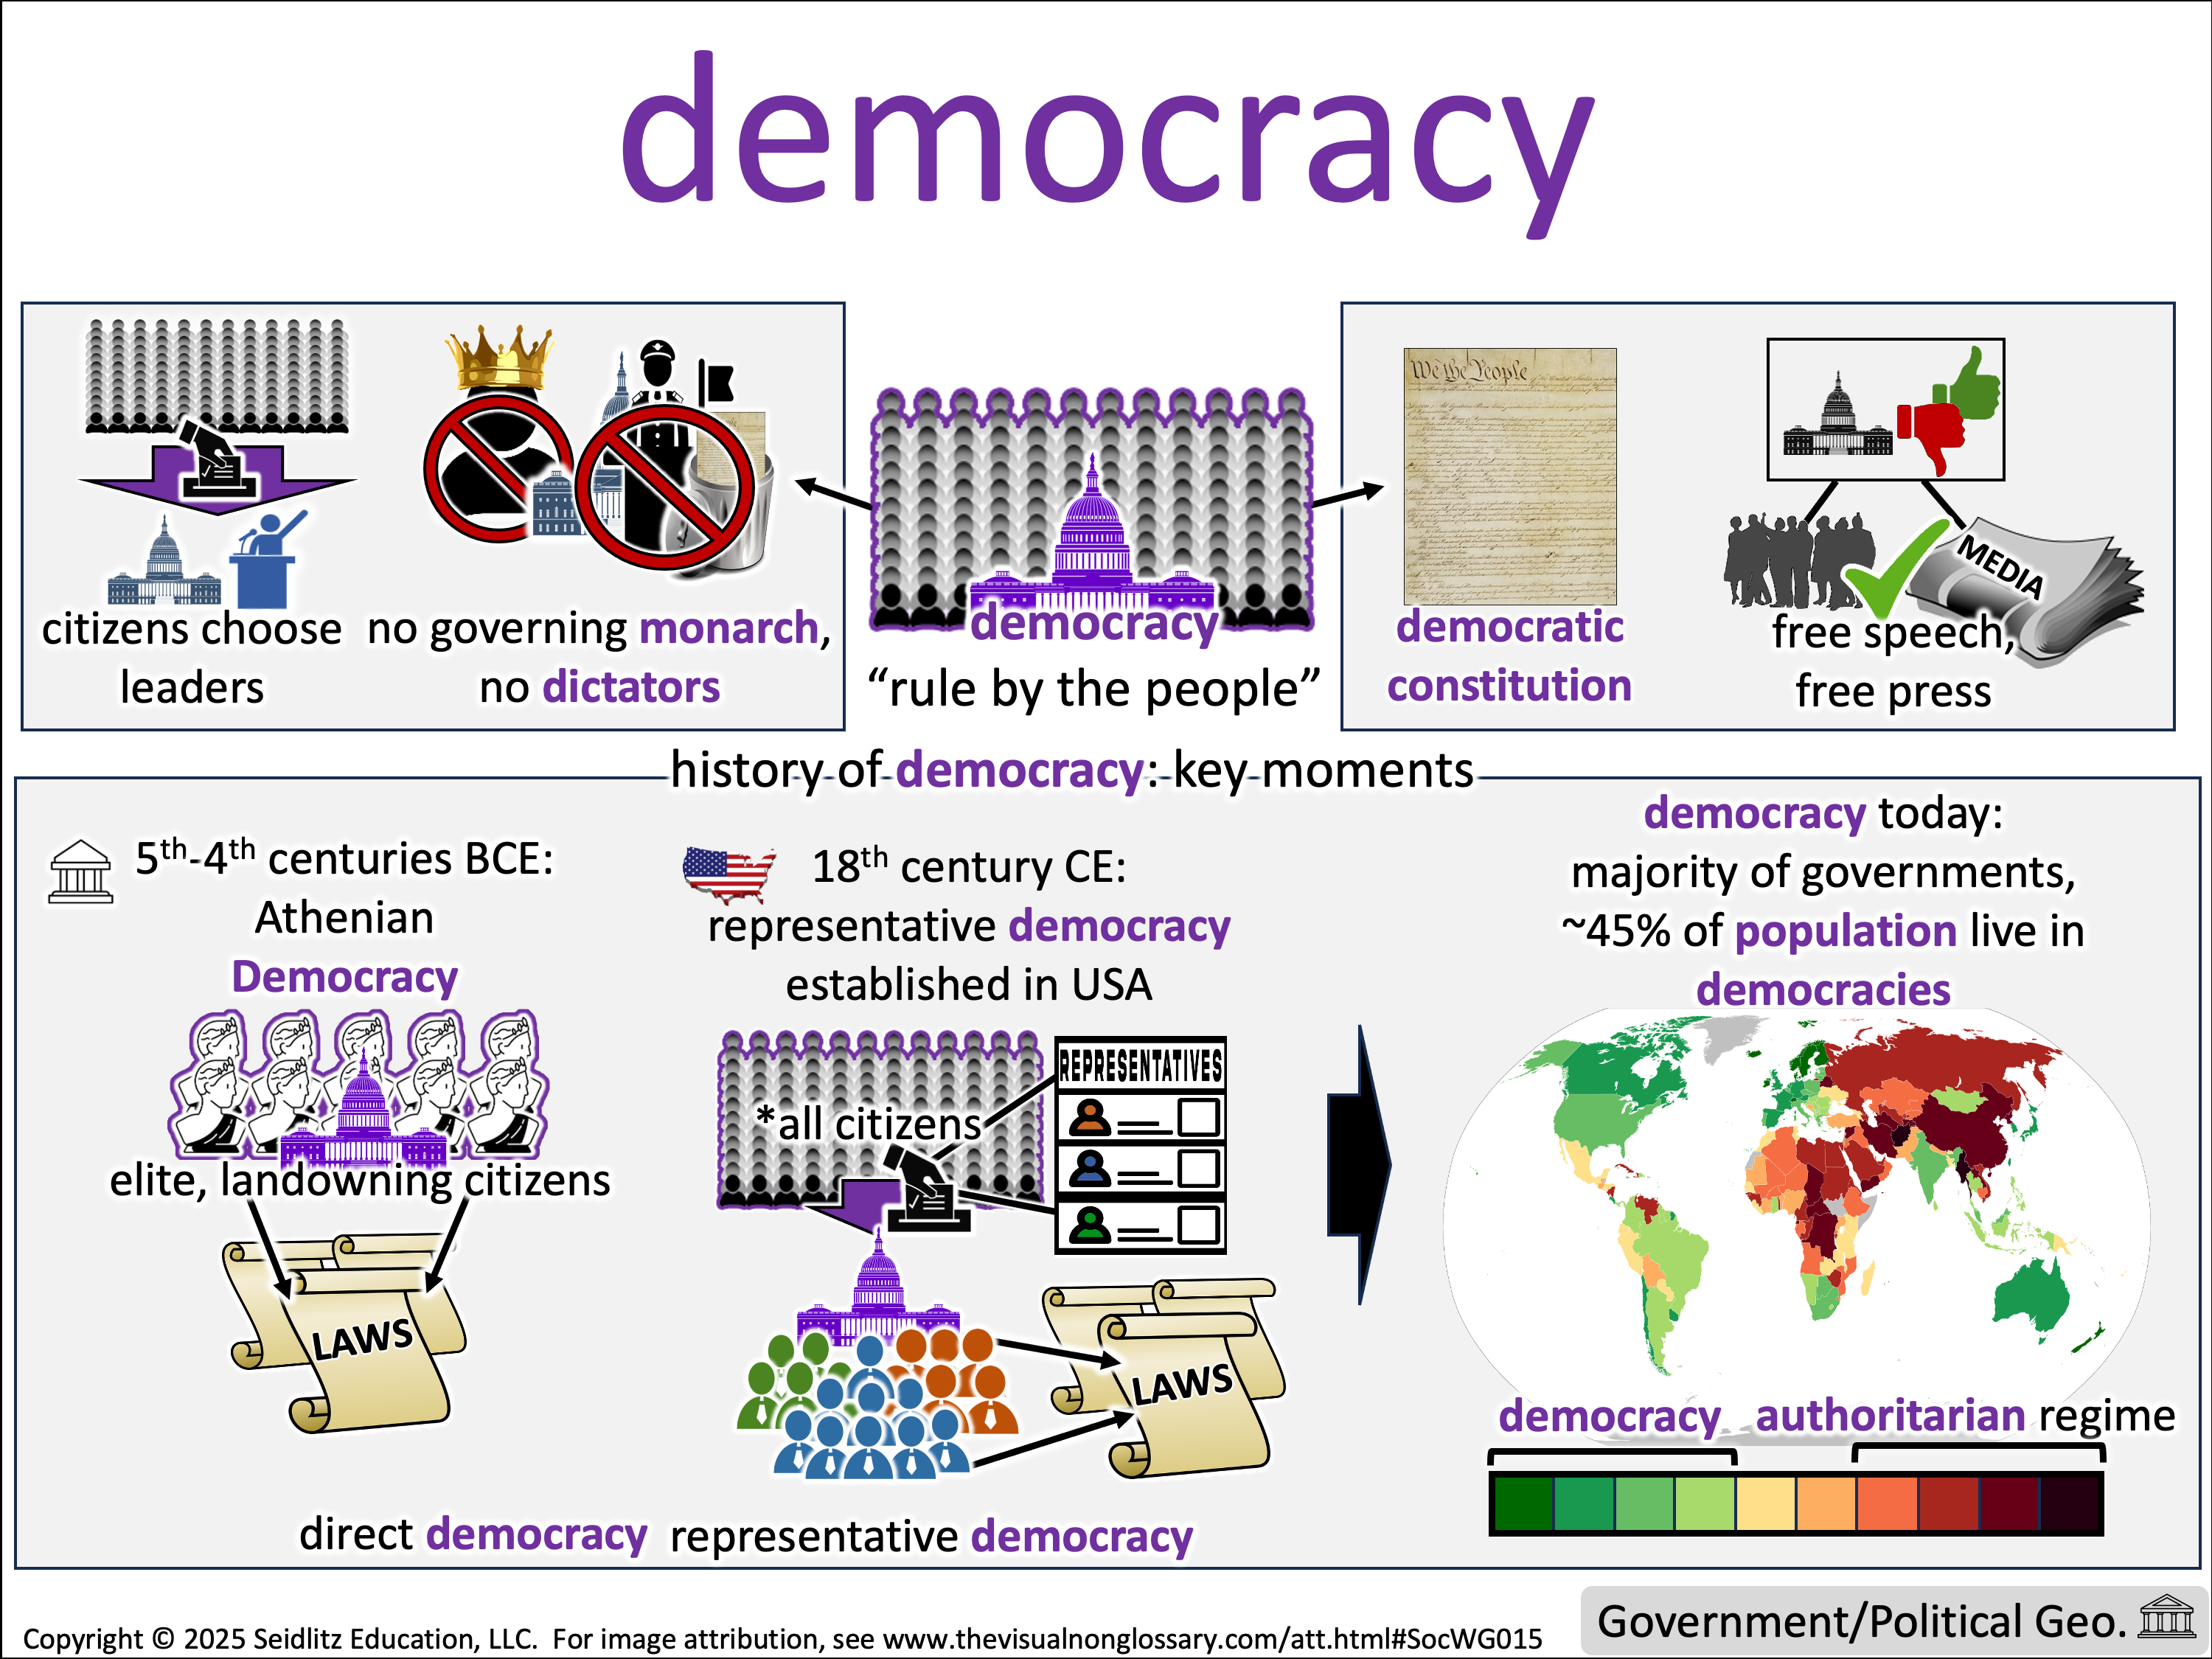 democracy
citizens choose
leaders
no governing monarch,
no dictators
democracy
“rule by the people”
We the People
democratic
constitution
MEDIA
free speech,
free press
history of democracy: key moments
5th-4th centuries BCE:
Athenian
Democracy
elite, landowning citizens
LAWS
direct democracy
18th century CE:
representative democracy
established in USA
*all citizens
REPRESENTATIVES
LAWS
representative democracy
democracy today:
majority of governments,
~45% of population live in
democracies
democracy
authoritarian regime
Copyright © 2025 Seidlitz Education, LLC. For image attribution, see www.thevisualnonglossary.com/att.html#SocWG015
Government/Political Geo.